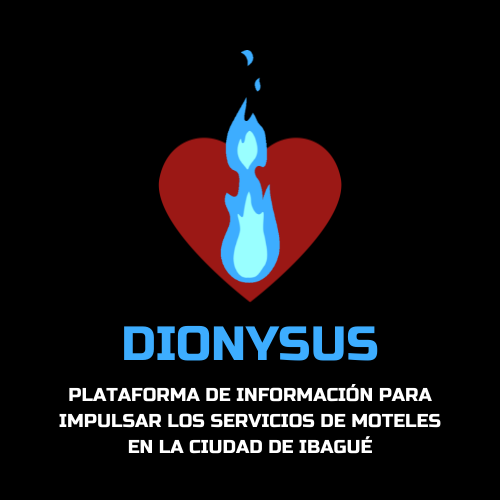 DIONYSUS
PLATAFORMA DE INFORMACIÓN PARA
IMPULSAR LOS SERVICIOS DE MOTELES
EN LA CIUDAD DE IBAGUÉ